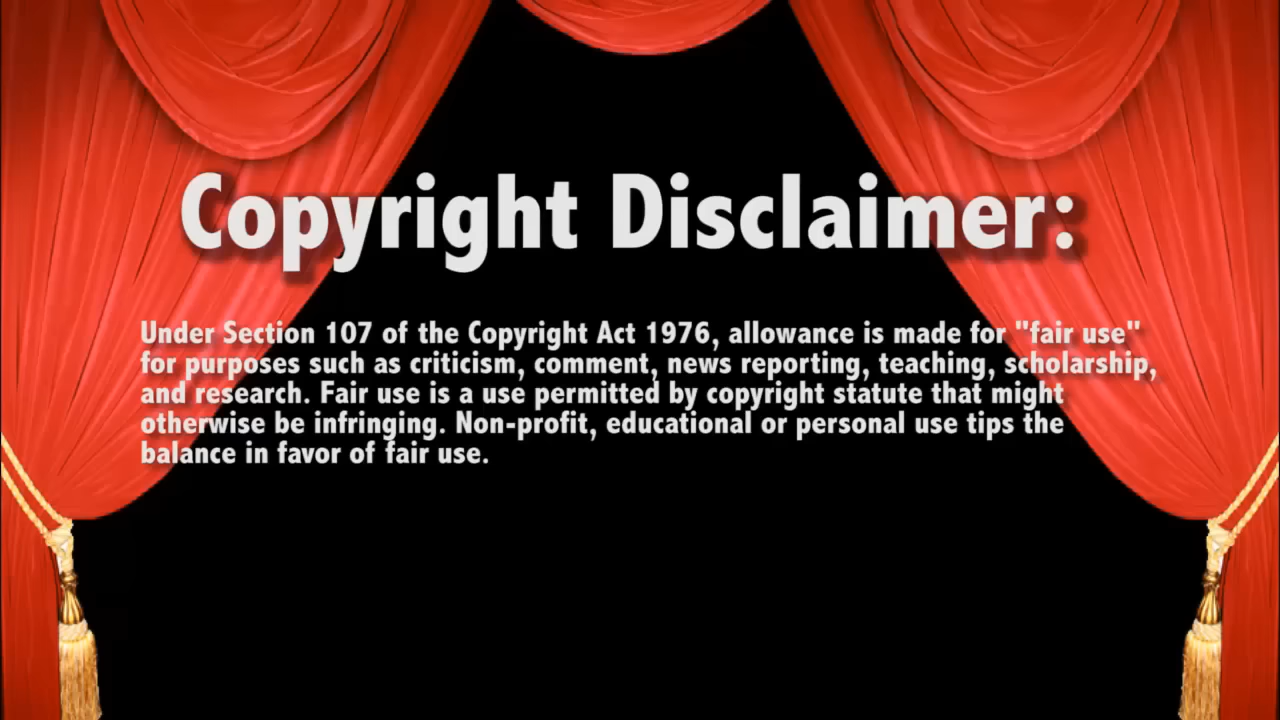 Copyright Disclaimer:
Under Section 107 of the Copyright Act 1976, allowance is made for "fair use"
for purposes such as criticism, comment, news reporting, teaching, scholarship,
and research. Fair use is a use permitted by copyright statute that might
otherwise be infringing. Non-profit, educational or personal use tips the
balance in favor of fair use.